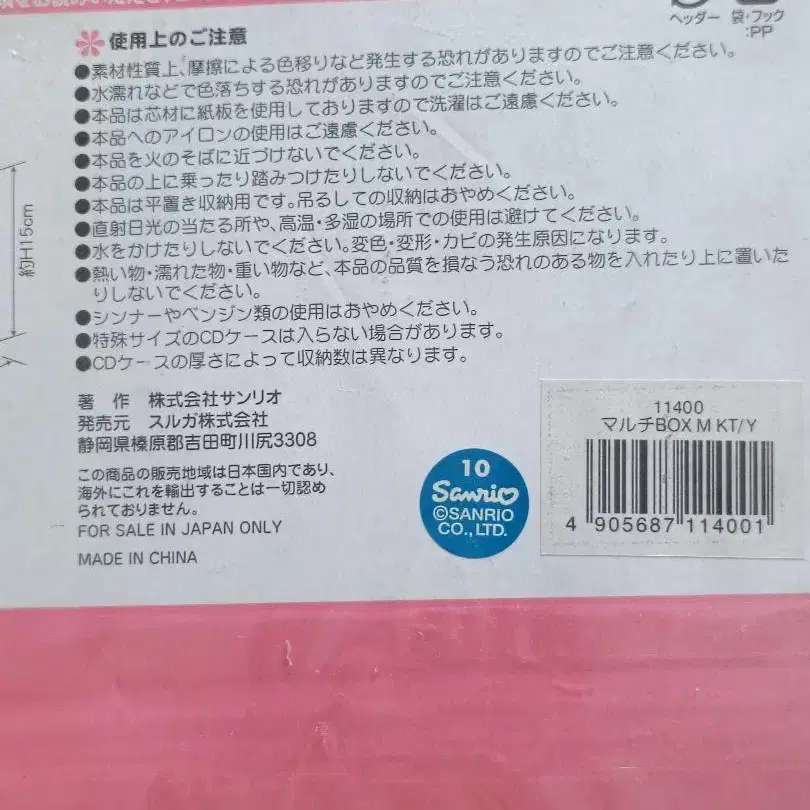 ヘッダー 袋・フック
:PP
使用上のご注意
●素材性質上、摩擦による色移りなど発生する恐れがありますのでご注意ください。
●水濡れなどで色落ちする恐れがありますのでご注意ください。
●本品は芯材に紙板を使用しておりますので洗濯はご遠慮ください。
●本品へのアイロンの使用はご遠慮ください。
●本品を火のそばに近づけないでください。
●本品の上に乗ったり踏みつけたりしないでください。
●本品は平置き収納用です。吊るしての収納はおやめください。
●直射日光の当たる所や、高温・多湿の場所での使用は避けてください。
●水をかけたりしないでください。変色・変形・カビの発生原因になります。
●熱い物・濡れた物・重い物など、本品の品質を損なう恐れのある物を入れたり上に置いた
りしないでください。
●シンナーやベンジン類の使用はおやめください。
●特殊サイズのCDケースは入らない場合があります。
●CDケースの厚さによって収納数は異なります。
約H15cm
著 作 株式会社サンリオ
発売元 スルガ株式会社
静岡県榛原郡吉田町川尻3308
この商品の販売地域は日本国内であり、
海外にこれを輸出することは一切認め
られておりません。
FOR SALE IN JAPAN ONLY
MADE IN CHINA
10
Sanrio
©SANRIO
CO.,LTD.
11400
マルチBOX M KT/Y
4 905687 114001